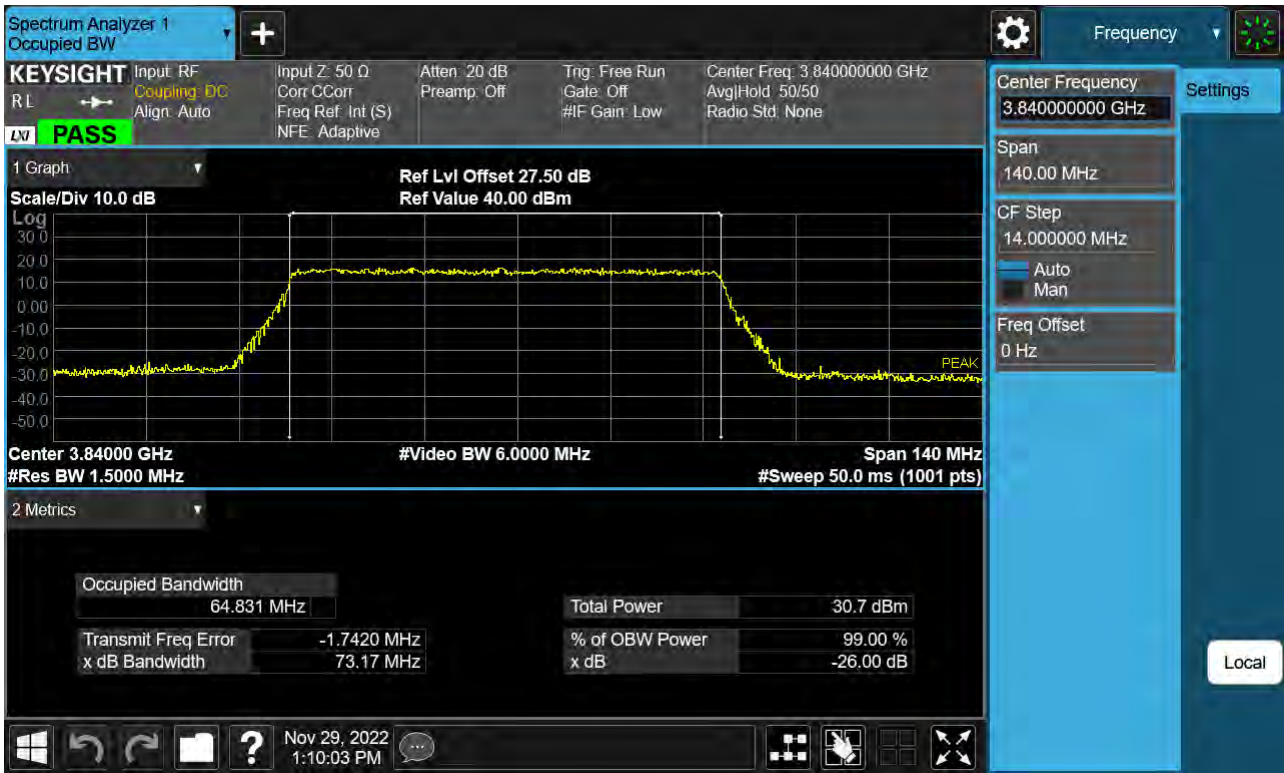 Spectrum Analyzer 1
Occupied BW
+
Frequency
KEYSIGHT
R L
LXI PASS
Input: RF
Coupling: DC
Align: Auto
Input Z: 50 Ω
Corr CCorr
Freq Ref: Int (S)
NFE: Adaptive
Atten: 20 dB
Preamp: Off
Trig: Free Run
Gate: Off
#IF Gain: Low
Center Freq: 3.840000000 GHz
Avg|Hold: 50/50
Radio Std: None
Center Frequency
3.840000000 GHz
Settings
Span
140.00 MHz
CF Step
14.000000 MHz
Auto
Man
Freq Offset
0 Hz
Local
1 Graph
Scale/Div 10.0 dB
Ref Lvl Offset 27.50 dB
Ref Value 40.00 dBm
Log
30.0
20.0
10.0
0.00
-10.0
-20.0
-30.0
-40.0
-50.0
PEAK
Center 3.84000 GHz
#Video BW 6.0000 MHz
Span 140 MHz
#Res BW 1.5000 MHz
#Sweep 50.0 ms (1001 pts)
2 Metrics
Occupied Bandwidth
64.831 MHz
Total Power 30.7 dBm
Transmit Freq Error -1.7420 MHz
% of OBW Power 99.00 %
x dB Bandwidth 73.17 MHz
x dB -26.00 dB
?
Nov 29, 2022
1:10:03 PM